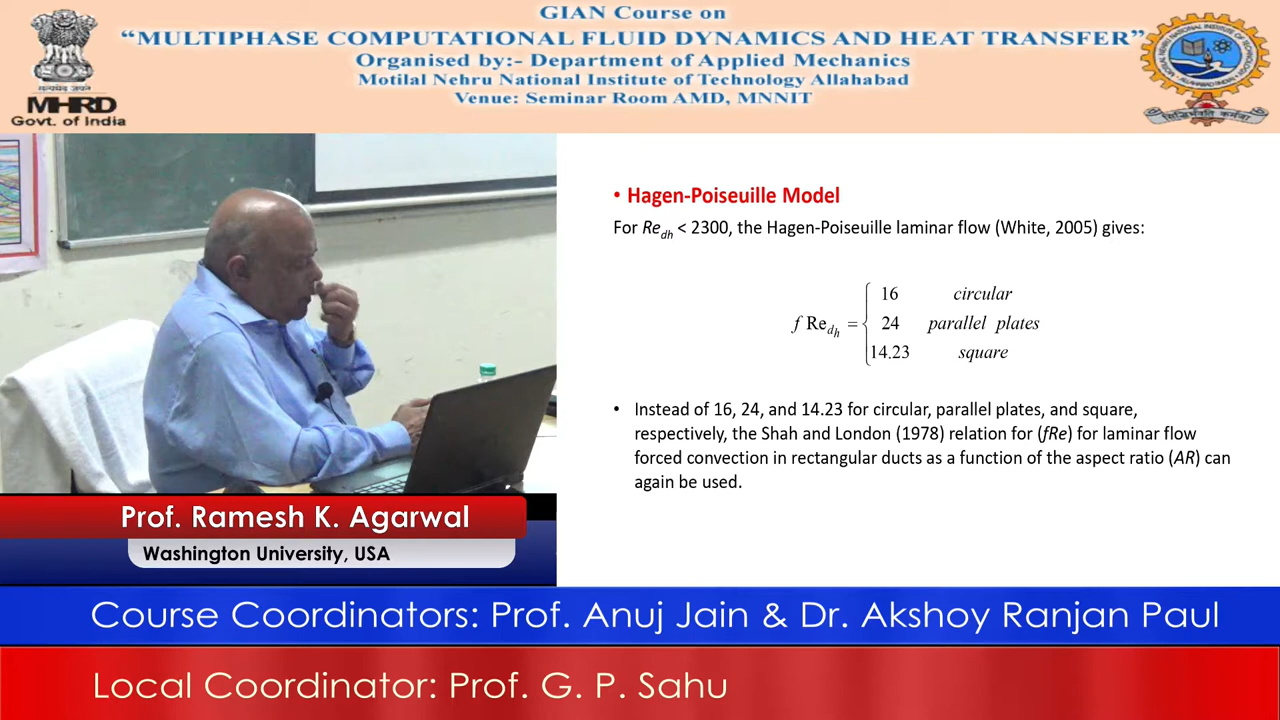 GIAN Course on
“MULTIPHASE COMPUTATIONAL FLUID DYNAMICS AND HEAT TRANSFER”
Organised by:- Department of Applied Mechanics
Motilal Nehru National Institute of Technology Allahabad
Venue: Seminar Room AMD, MNNIT
सत्यमेव जयते
MHRD
Govt. of India
• Hagen-Poiseuille Model
For Re_dh < 2300, the Hagen-Poiseuille laminar flow (White, 2005) gives:
f Re_dh = { 16 circular
24 parallel plates
14.23 square
• Instead of 16, 24, and 14.23 for circular, parallel plates, and square,
respectively, the Shah and London (1978) relation for (fRe) for laminar flow
forced convection in rectangular ducts as a function of the aspect ratio (AR) can
again be used.
Prof. Ramesh K. Agarwal
Washington University, USA
Course Coordinators: Prof. Anuj Jain & Dr. Akshoy Ranjan Paul
Local Coordinator: Prof. G. P. Sahu